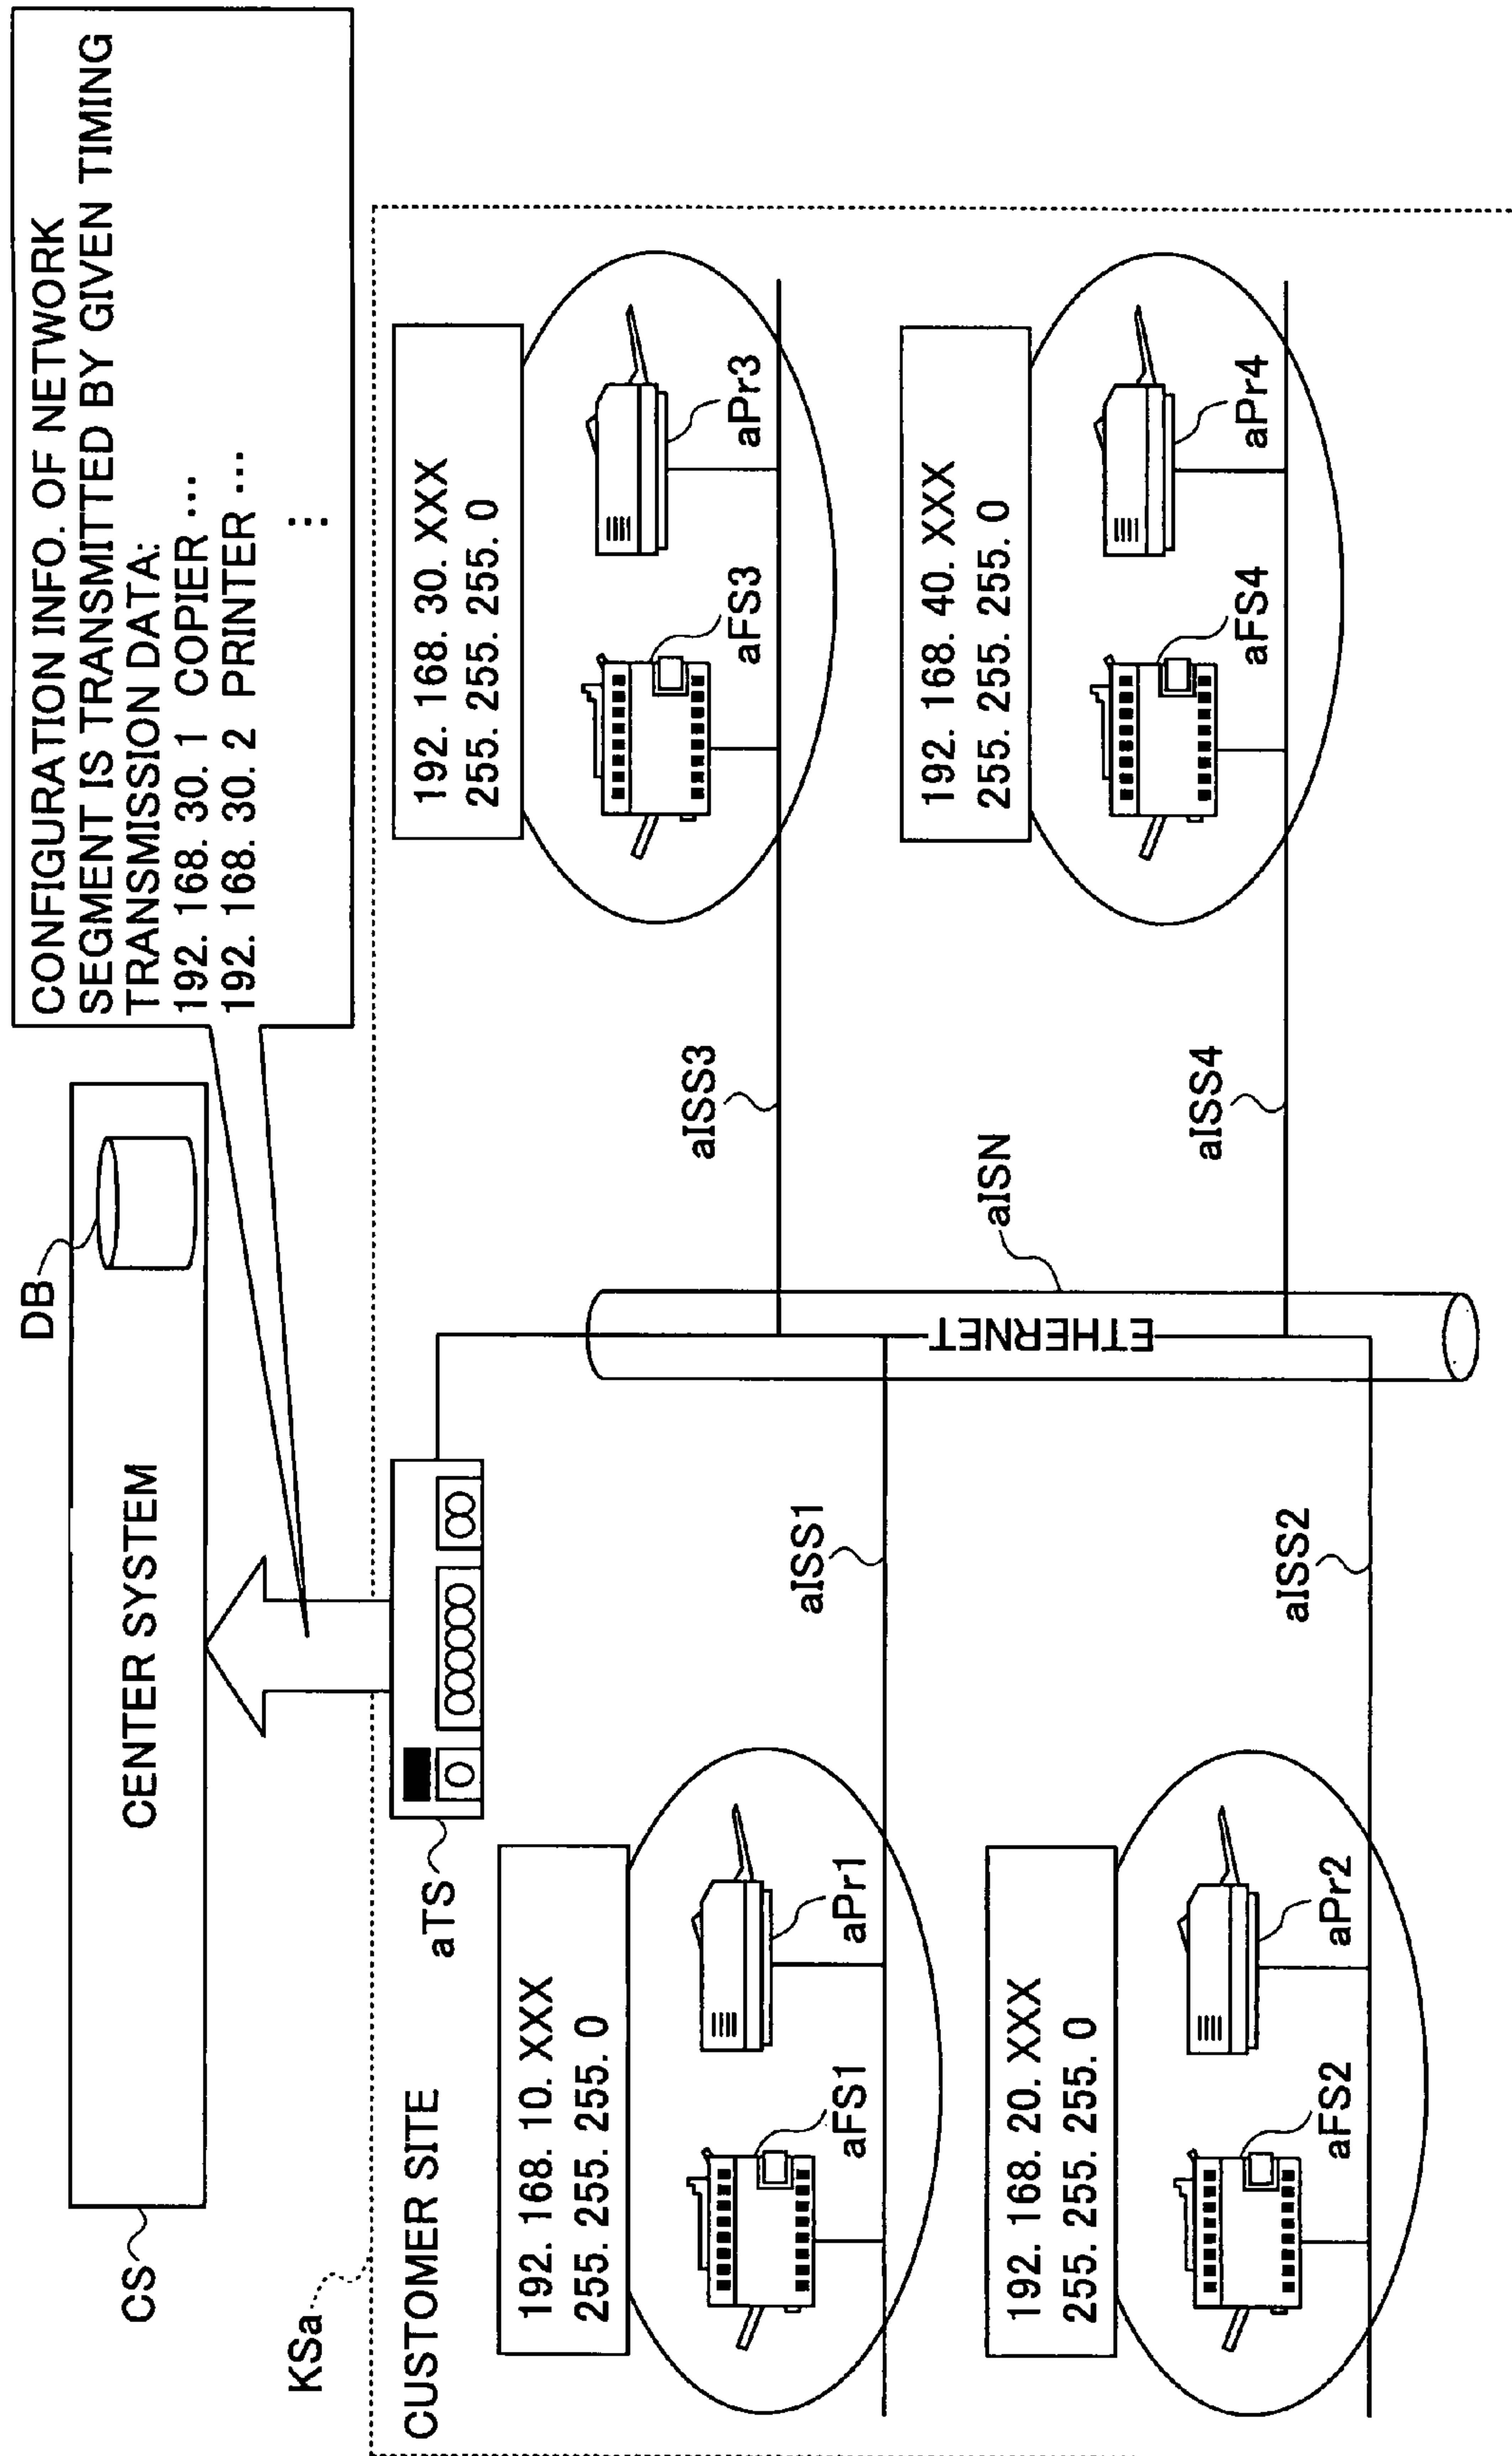 CONFIGURATION INFO. OF NETWORK
SEGMENT IS TRANSMITTED BY GIVEN TIMING
TRANSMISSION DATA:
192. 168. 30. 1 COPIER ...
192. 168. 30. 2 PRINTER ...
⋮
DB
CENTER SYSTEM
CS
KSa
CUSTOMER SITE
aTS
192. 168. 10. XXX
255. 255. 255. 0
aFS1
aPr1
aISS1
192. 168. 30. XXX
255. 255. 255. 0
aFS3
aPr3
aISS3
aISN
ETHERNET
192. 168. 20. XXX
255. 255. 255. 0
aFS2
aPr2
aISS2
192. 168. 40. XXX
255. 255. 255. 0
aFS4
aPr4
aISS4